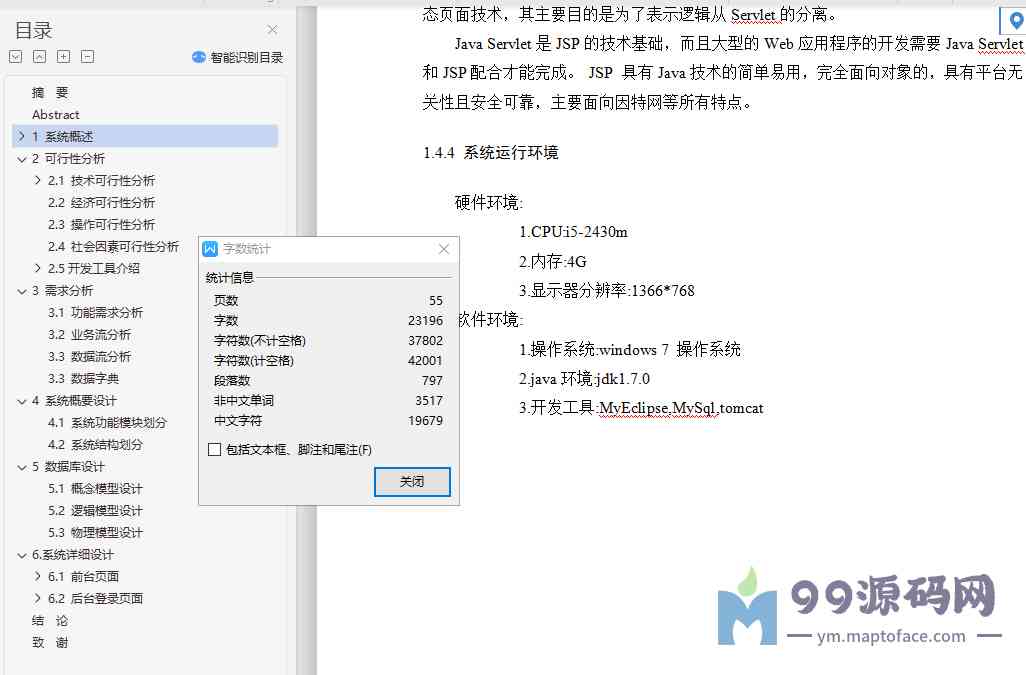 目录
智能识别目录
摘 要
Abstract
1 系统概述
2 可行性分析
2.1 技术可行性分析
2.2 经济可行性分析
2.3 操作可行性分析
2.4 社会因素可行性分析
2.5开发工具介绍
3 需求分析
3.1 功能需求分析
3.2 业务流分析
3.3 数据流分析
3.3 数据字典
4 系统概要设计
4.1 系统功能模块划分
4.2 系统结构划分
5 数据库设计
5.1 概念模型设计
5.2 逻辑模型设计
5.3 物理模型设计
6.系统详细设计
6.1 前台页面
6.2 后台登录页面
结 论
致 谢
字数统计
统计信息
页数 55
字数 23196
字符数(不计空格) 37802
字符数(计空格) 42001
段落数 797
非中文单词 3517
中文字符 19679
包括文本框、脚注和尾注(F)
关闭
态页面技术，其主要目的是为了表示逻辑从 Servlet 的分离。
Java Servlet 是 JSP 的技术基础，而且大型的 Web 应用程序的开发需要 Java Servlet
和 JSP 配合才能完成。 JSP 具有 Java 技术的简单易用，完全面向对象的，具有平台无
关性且安全可靠，主要面向因特网等所有特点。
1.4.4 系统运行环境
硬件环境:
1.CPU:i5-2430m
2.内存:4G
3.显示器分辨率:1366*768
软件环境:
1.操作系统:windows 7 操作系统
2.java 环境:jdk1.7.0
3.开发工具:MyEclipse,MySql,tomcat
99源码网
ym.maptoface.com